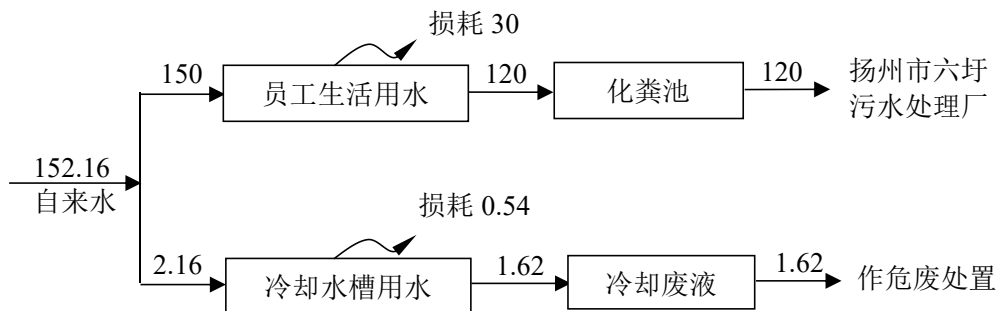 损耗 30
150
员工生活用水
120
化粪池
120
扬州市六圩
污水处理厂
152.16
自来水
损耗 0.54
2.16
冷却水槽用水
1.62
冷却废液
1.62
作危废处置